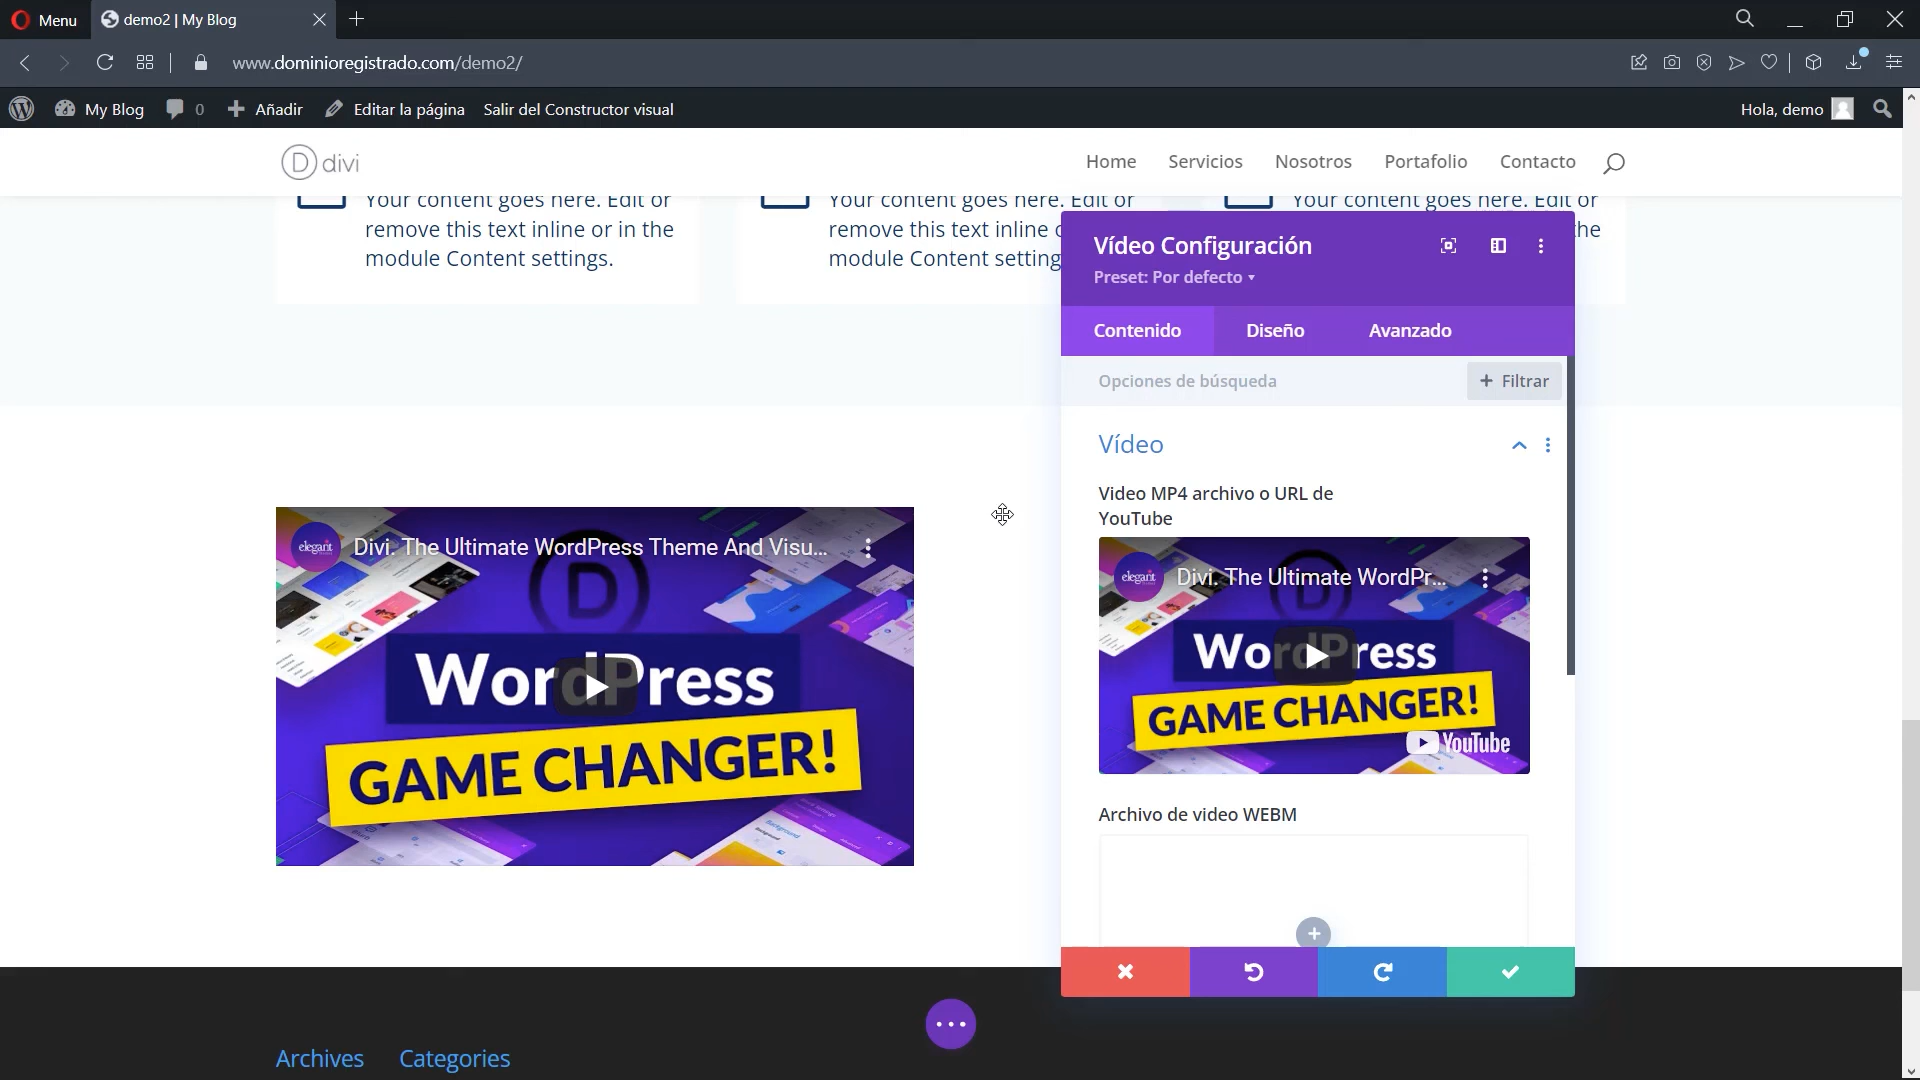 Menu
demo2 | My Blog
www.dominioregistrado.com/demo2/
My Blog
0
Añadir
Editar la página
Salir del Constructor visual
Hola, demo
D divi
Home
Servicios
Nosotros
Portafolio
Contacto
Your content goes here. Edit or
remove this text inline or in the
module Content settings.
Your content goes here. Edit or
remove this text inline o
module Content setting
Your content goes here. Edit or
the
Vídeo Configuración
Preset: Por defecto
Contenido
Diseño
Avanzado
Opciones de búsqueda
+ Filtrar
Vídeo
Video MP4 archivo o URL de
YouTube
elegant
Divi. The Ultimate WordPr...
WordPress
GAME CHANGER!
YouTube
Archivo de video WEBM
elegant
Divi. The Ultimate WordPress Theme And Visu...
D
WordPress
GAME CHANGER!
Archives
Categories